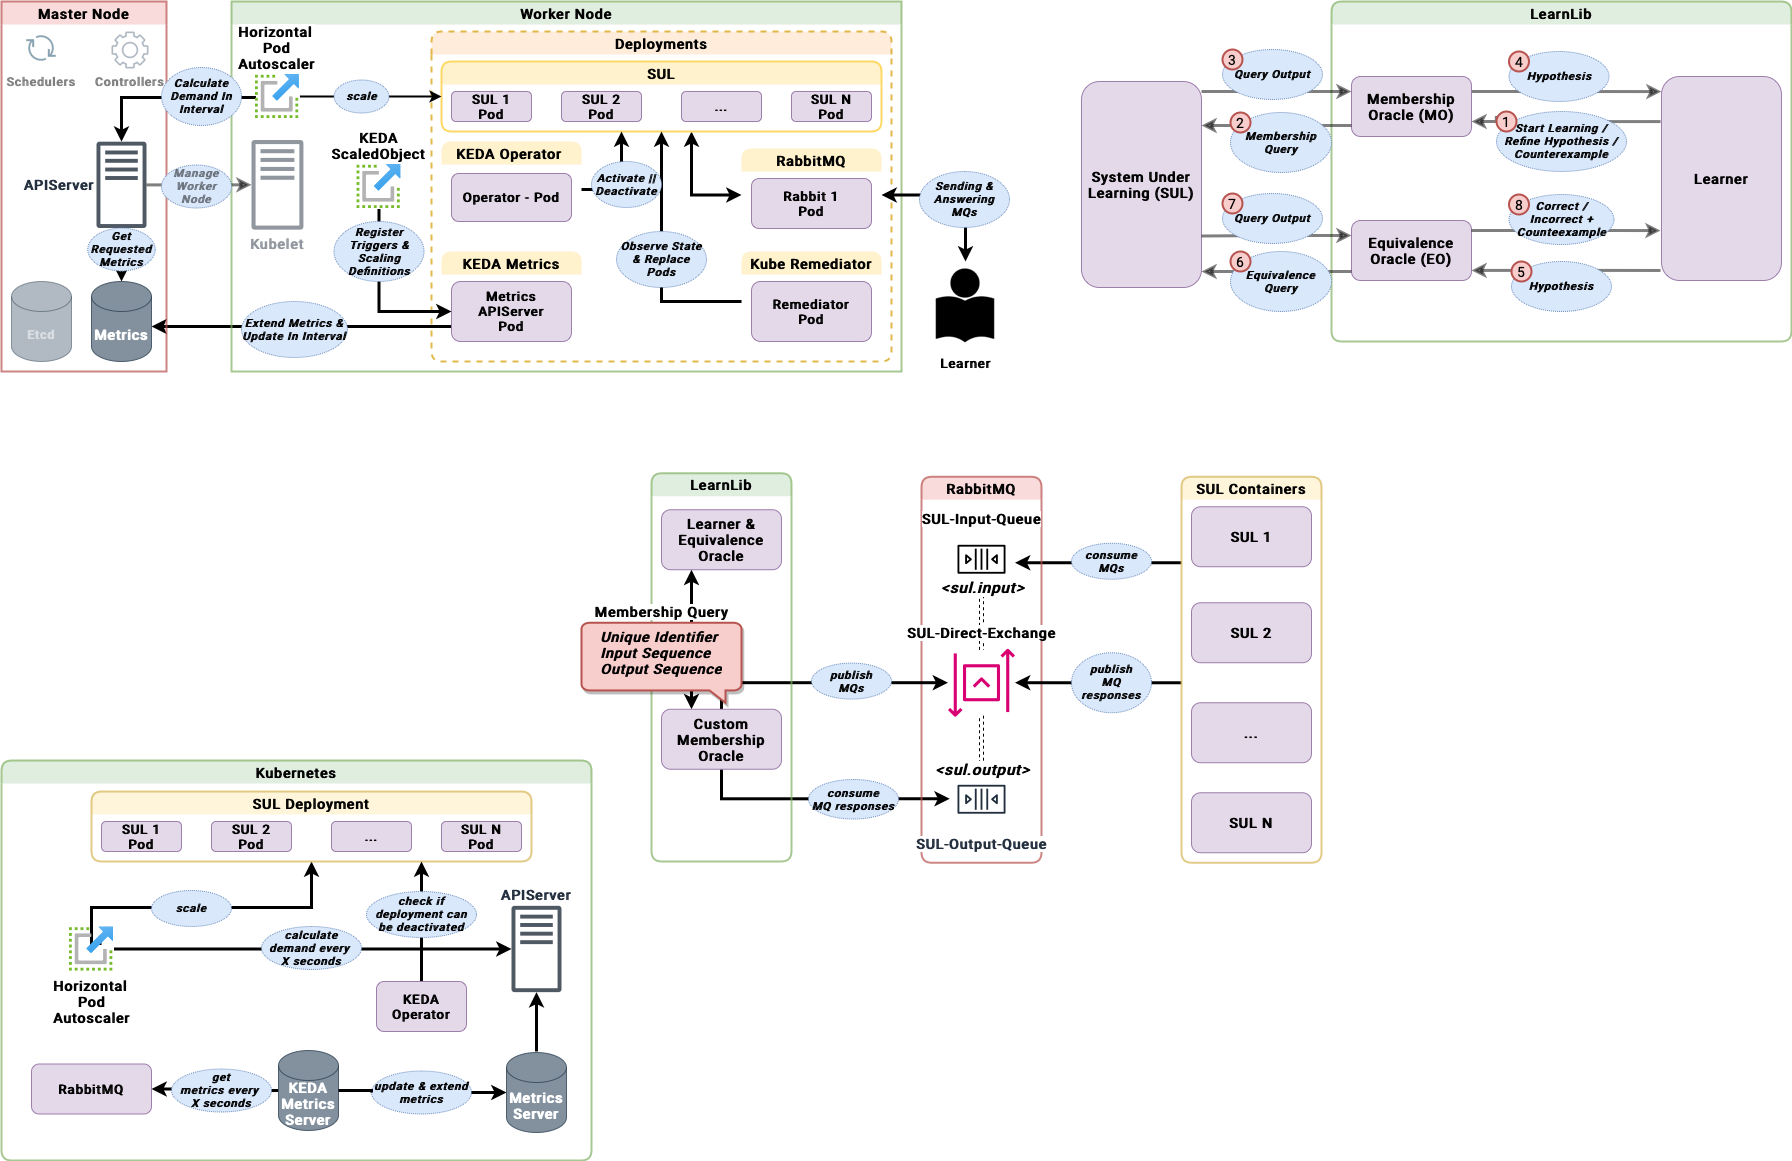 Master Node
Schedulers
Controllers
Calculate
Demand In
Interval
APIServer
Manage
Worker
Node
Get
Requested
Metrics
Etcd
Metrics
Worker Node
Horizontal
Pod
Autoscaler
scale
Kubelet
KEDA
ScaledObject
Register
Triggers &
Scaling
Definitions
Extend Metrics &
Update In Interval
Deployments
SUL
SUL 1
Pod
SUL 2
Pod
...
SUL N
Pod
KEDA Operator
Operator - Pod
Activate ||
Deactivate
RabbitMQ
Rabbit 1
Pod
Observe State
& Replace
Pods
KEDA Metrics
Metrics
APIServer
Pod
Kube Remediator
Remediator
Pod
Sending &
Answering
MQs
Learner
LearnLib
System Under
Learning (SUL)
3
Query Output
2
Membership
Query
7
Query Output
6
Equivalence
Query
Membership
Oracle (MO)
Equivalence
Oracle (EO)
4
Hypothesis
1
Start Learning /
Refine Hypothesis /
Counterexample
8
Correct /
Incorrect +
Counteexample
5
Hypothesis
Learner
LearnLib
Learner &
Equivalence
Oracle
Membership Query
Unique Identifier
Input Sequence
Output Sequence
Custom
Membership
Oracle
publish
MQs
consume
MQ responses
RabbitMQ
SUL-Input-Queue
<sul.input>
SUL-Direct-Exchange
<sul.output>
SUL-Output-Queue
consume
MQs
publish
MQ
responses
SUL Containers
SUL 1
SUL 2
...
SUL N
Kubernetes
SUL Deployment
SUL 1
Pod
SUL 2
Pod
...
SUL N
Pod
scale
check if
deployment can
be deactivated
APIServer
calculate
demand every
X seconds
Horizontal
Pod
Autoscaler
KEDA
Operator
RabbitMQ
get
metrics every
X seconds
KEDA
Metrics
Server
update & extend
metrics
Metrics
Server